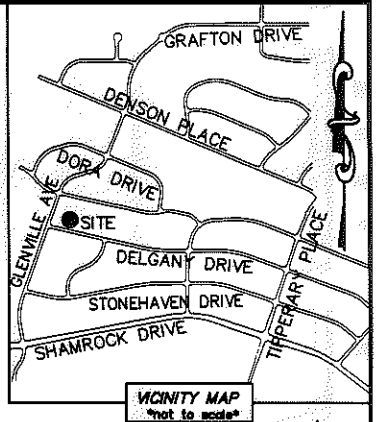 GRAFTON DRIVE
DENSON PLACE
DORA DRIVE
GLENVILLE AVE
SITE
TIPPERARY PLACE
DELGANY DRIVE
STONEHAVEN DRIVE
SHAMROCK DRIVE
VICINITY MAP
*not to scale*